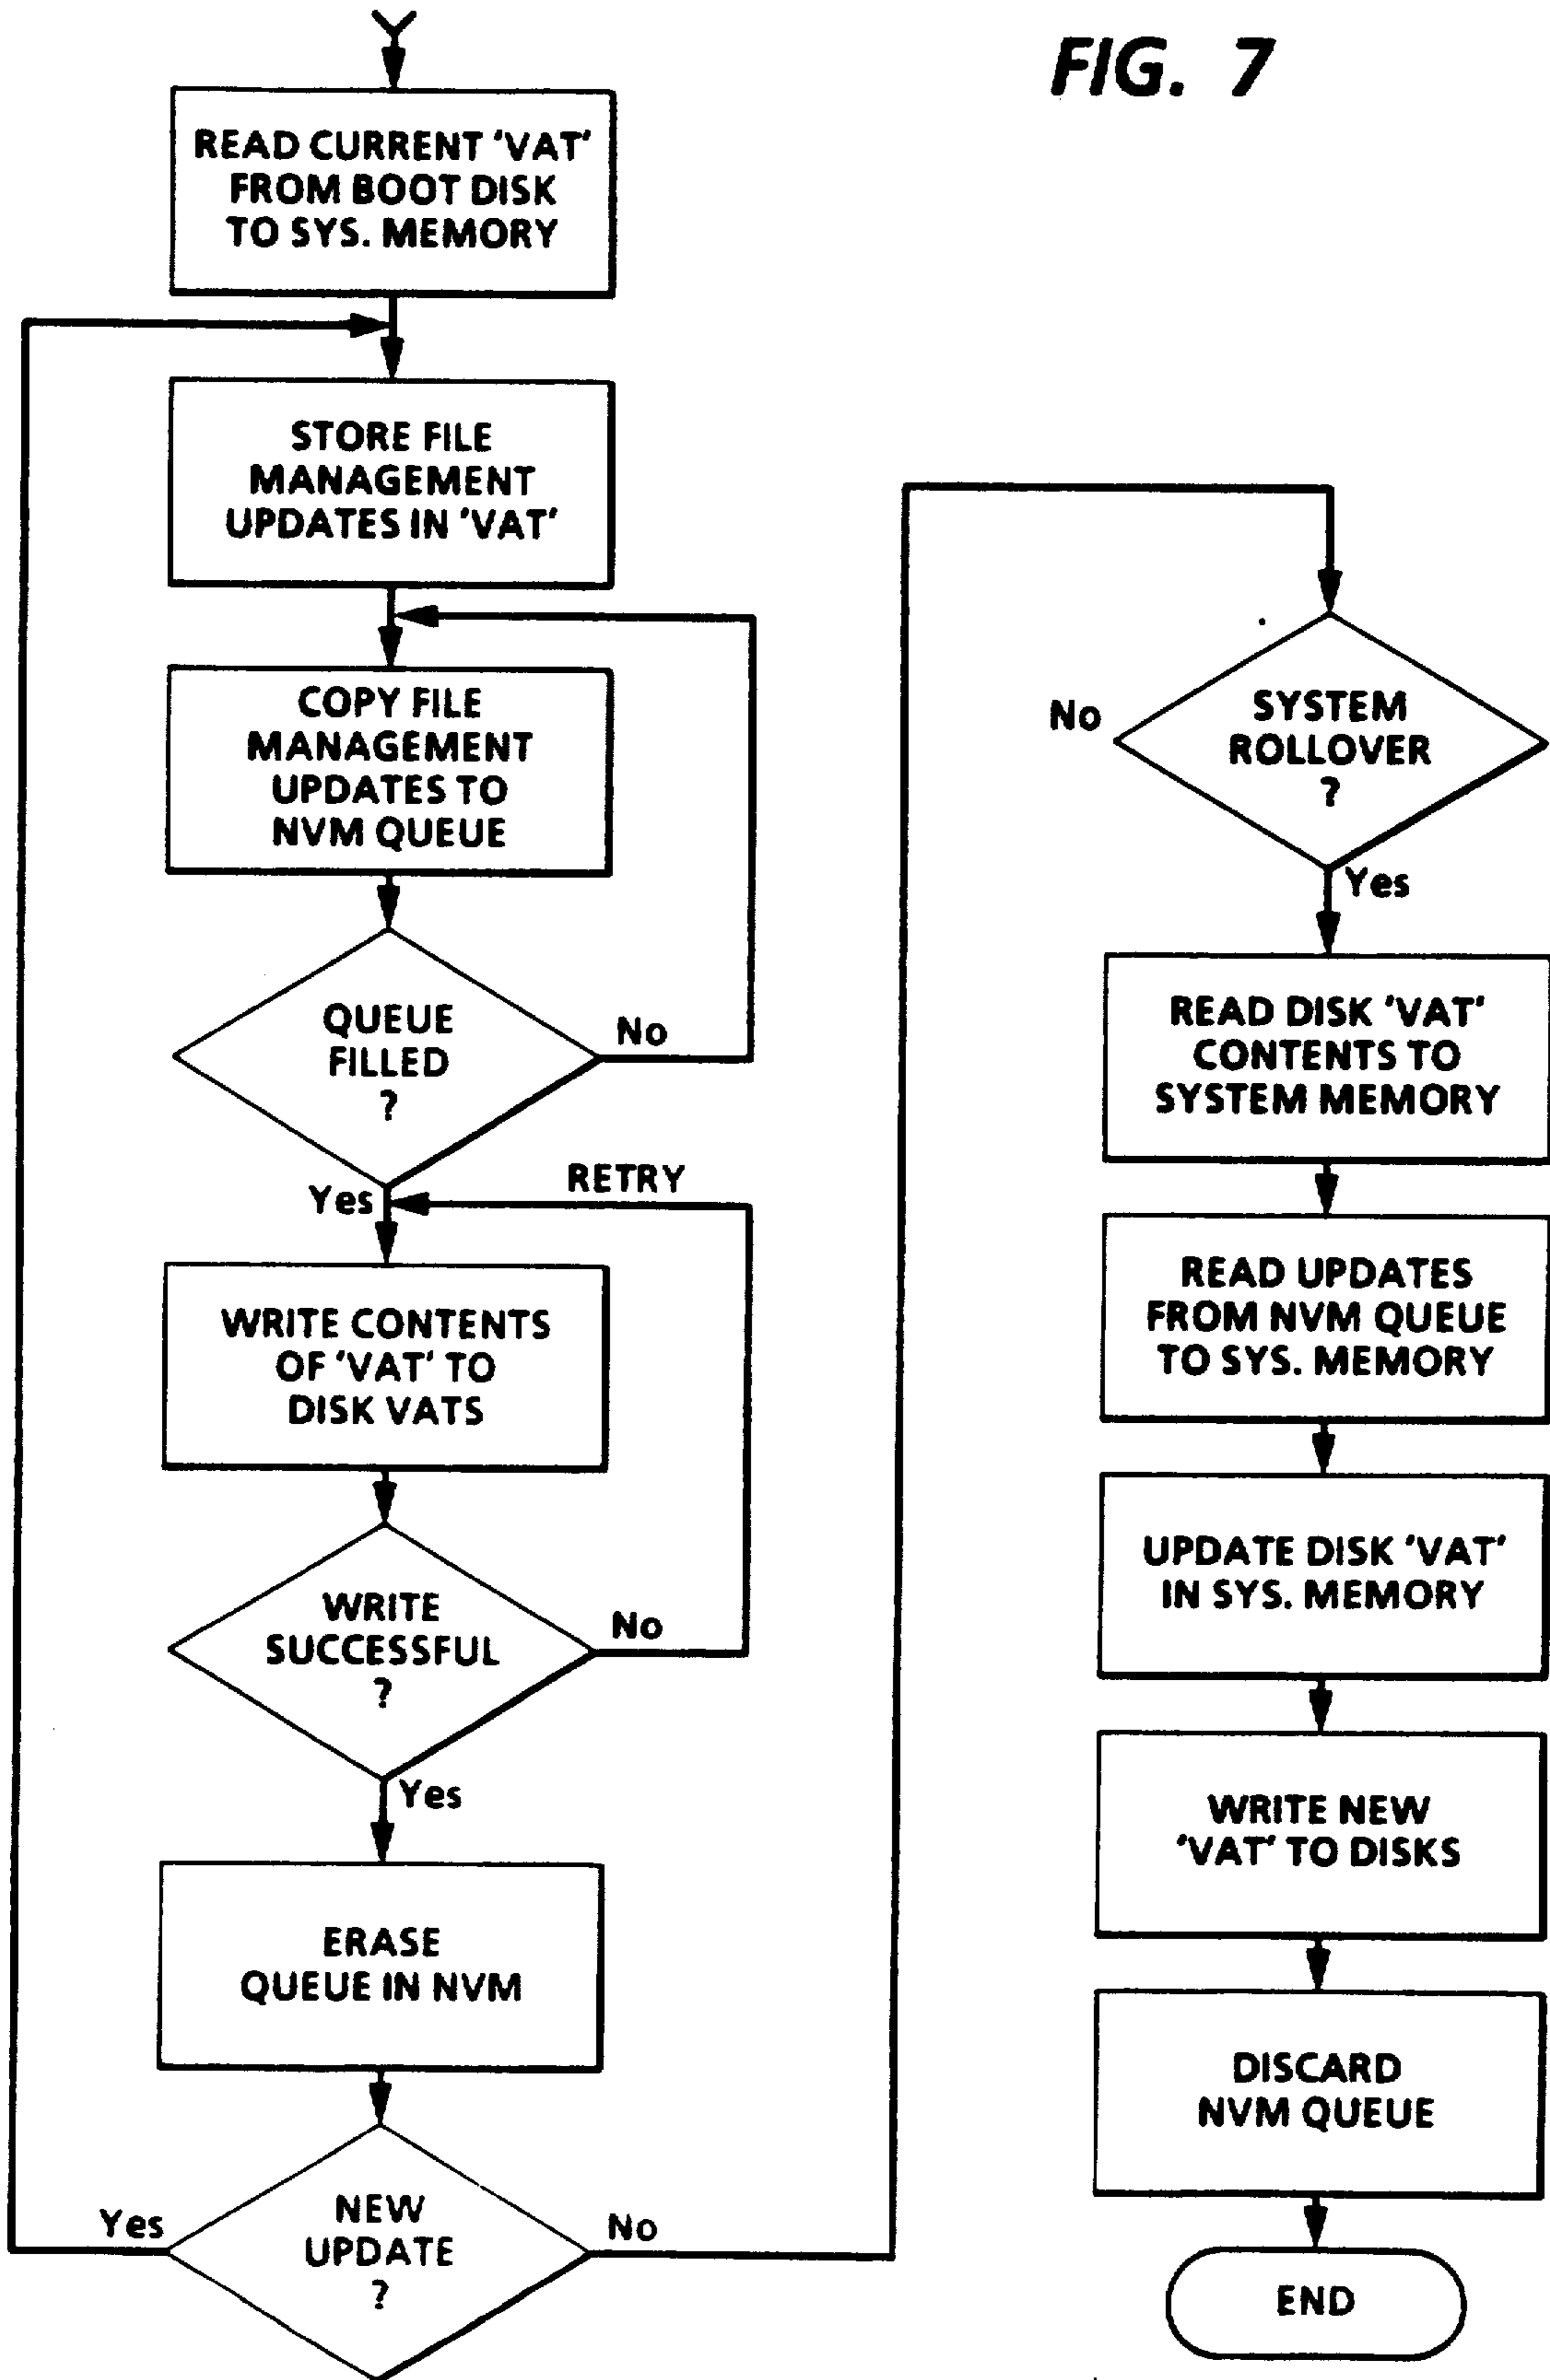 FIG. 7
READ CURRENT 'VAT'
FROM BOOT DISK
TO SYS. MEMORY
STORE FILE
MANAGEMENT
UPDATES IN 'VAT'
COPY FILE
MANAGEMENT
UPDATES TO
NVM QUEUE
QUEUE
FILLED
?
No
Yes
RETRY
WRITE CONTENTS
OF 'VAT' TO
DISK VATS
WRITE
SUCCESSFUL
?
No
Yes
ERASE
QUEUE IN NVM
NEW
UPDATE
?
Yes
No
SYSTEM
ROLLOVER
?
No
Yes
READ DISK 'VAT'
CONTENTS TO
SYSTEM MEMORY
READ UPDATES
FROM NVM QUEUE
TO SYS. MEMORY
UPDATE DISK 'VAT'
IN SYS. MEMORY
WRITE NEW
'VAT' TO DISKS
DISCARD
NVM QUEUE
END